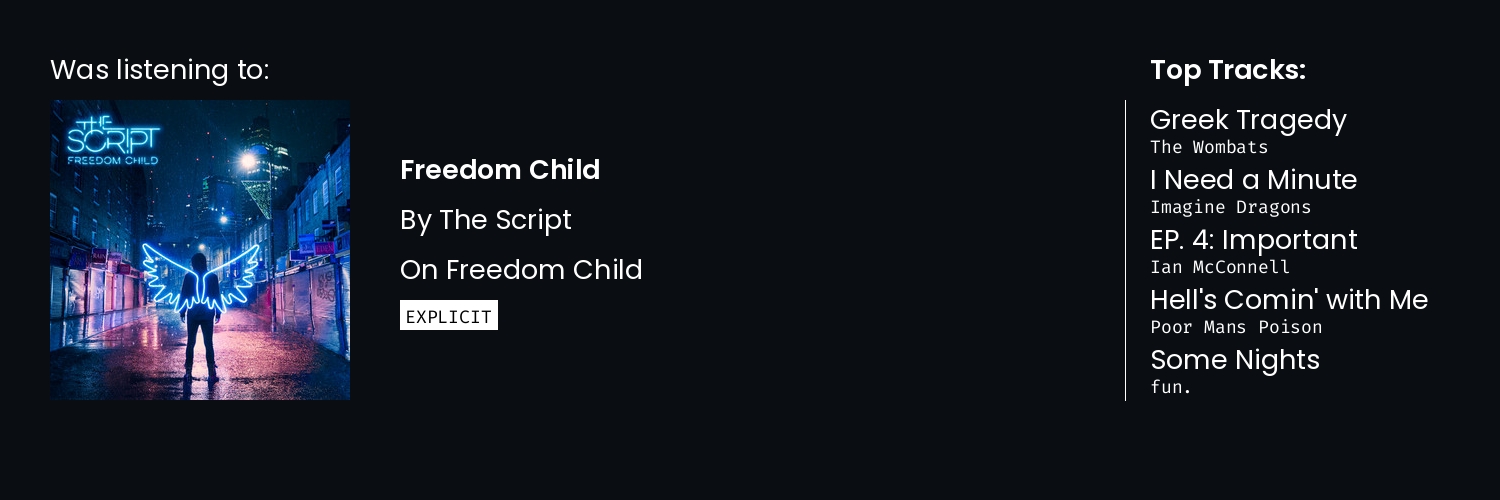 Was listening to:
THE
SCRIPT
FREEDOM CHILD
Freedom Child
By The Script
On Freedom Child
EXPLICIT
Top Tracks:
Greek Tragedy
The Wombats
I Need a Minute
Imagine Dragons
EP. 4: Important
Ian McConnell
Hell's Comin' with Me
Poor Mans Poison
Some Nights
fun.